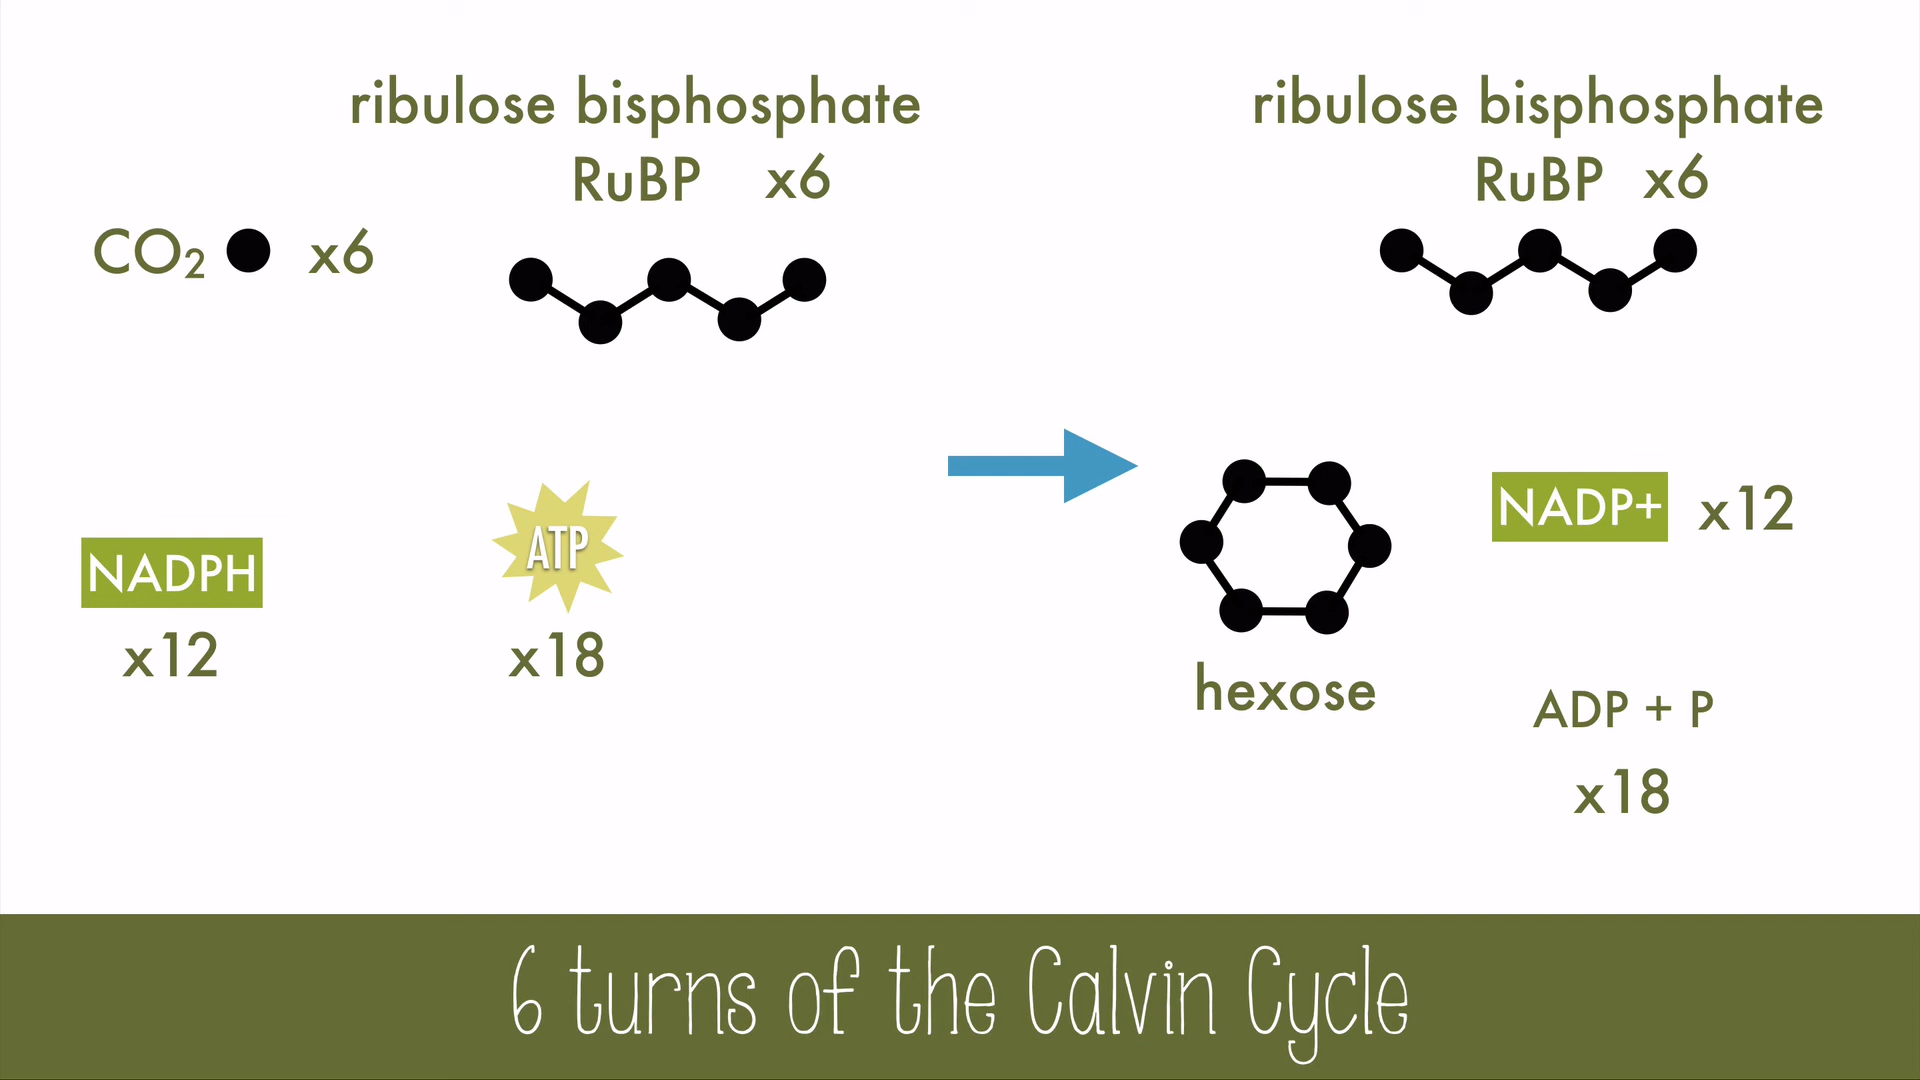 ribulose bisphosphate
RuBP x6
CO₂ x6
NADPH
x12
ATP
x18
ribulose bisphosphate
RuBP x6
hexose
NADP+ x12
ADP + P
x18
6 turns of the Calvin Cycle